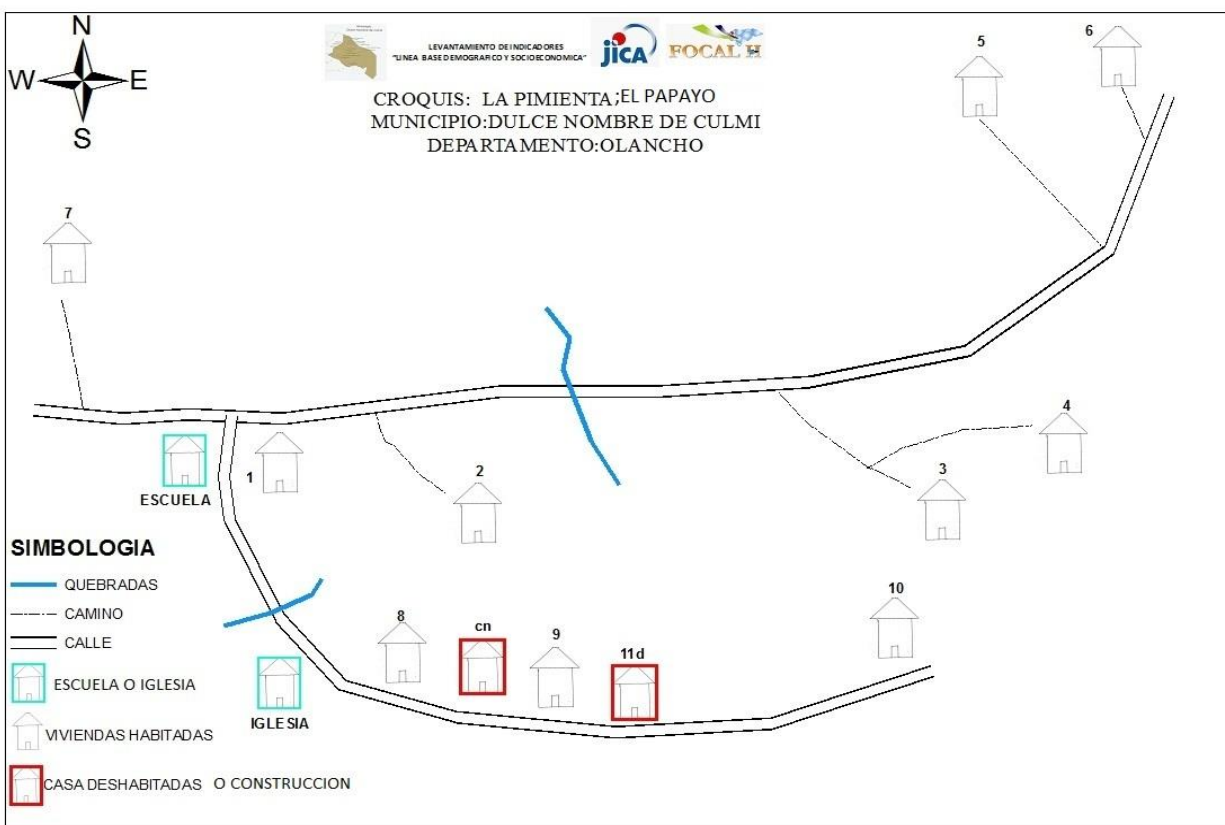 N
W E
S
LEVANTAMIENTO DE INDICADORES
"LINEA BASE DEMOGRAFICO Y SOCIOECONOMICA"
JICA
FOCAL II
CROQUIS: LA PIMIENTA;EL PAPAYO
MUNICIPIO:DULCE NOMBRE DE CULMI
DEPARTAMENTO:OLANCHO
5
6
7
4
1
2
3
ESCUELA
8
cn
9
11d
10
IGLESIA
SIMBOLOGIA
QUEBRADAS
CAMINO
CALLE
ESCUELA O IGLESIA
VIVIENDAS HABITADAS
CASA DESHABITADAS O CONSTRUCCION